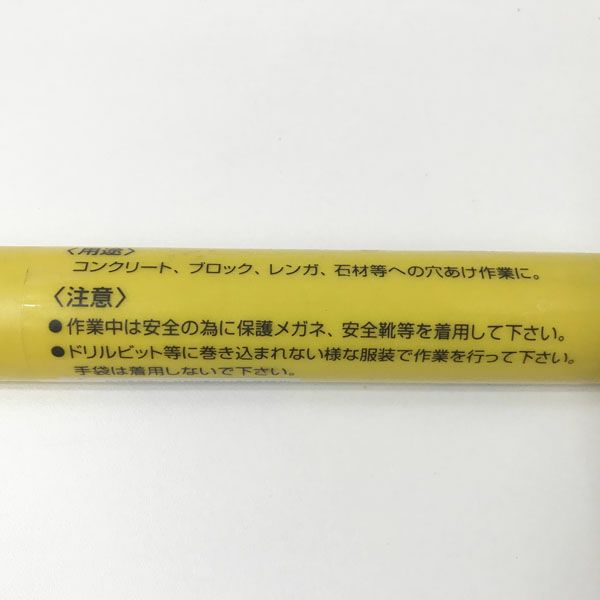 〈用途〉
コンクリート、ブロック、レンガ、石材等への穴あけ作業に。
〈注意〉
●作業中は安全の為に保護メガネ、安全靴等を着用して下さい。
●ドリルビット等に巻き込まれない様な服装で作業を行って下さい。
手袋は着用しないで下さい。